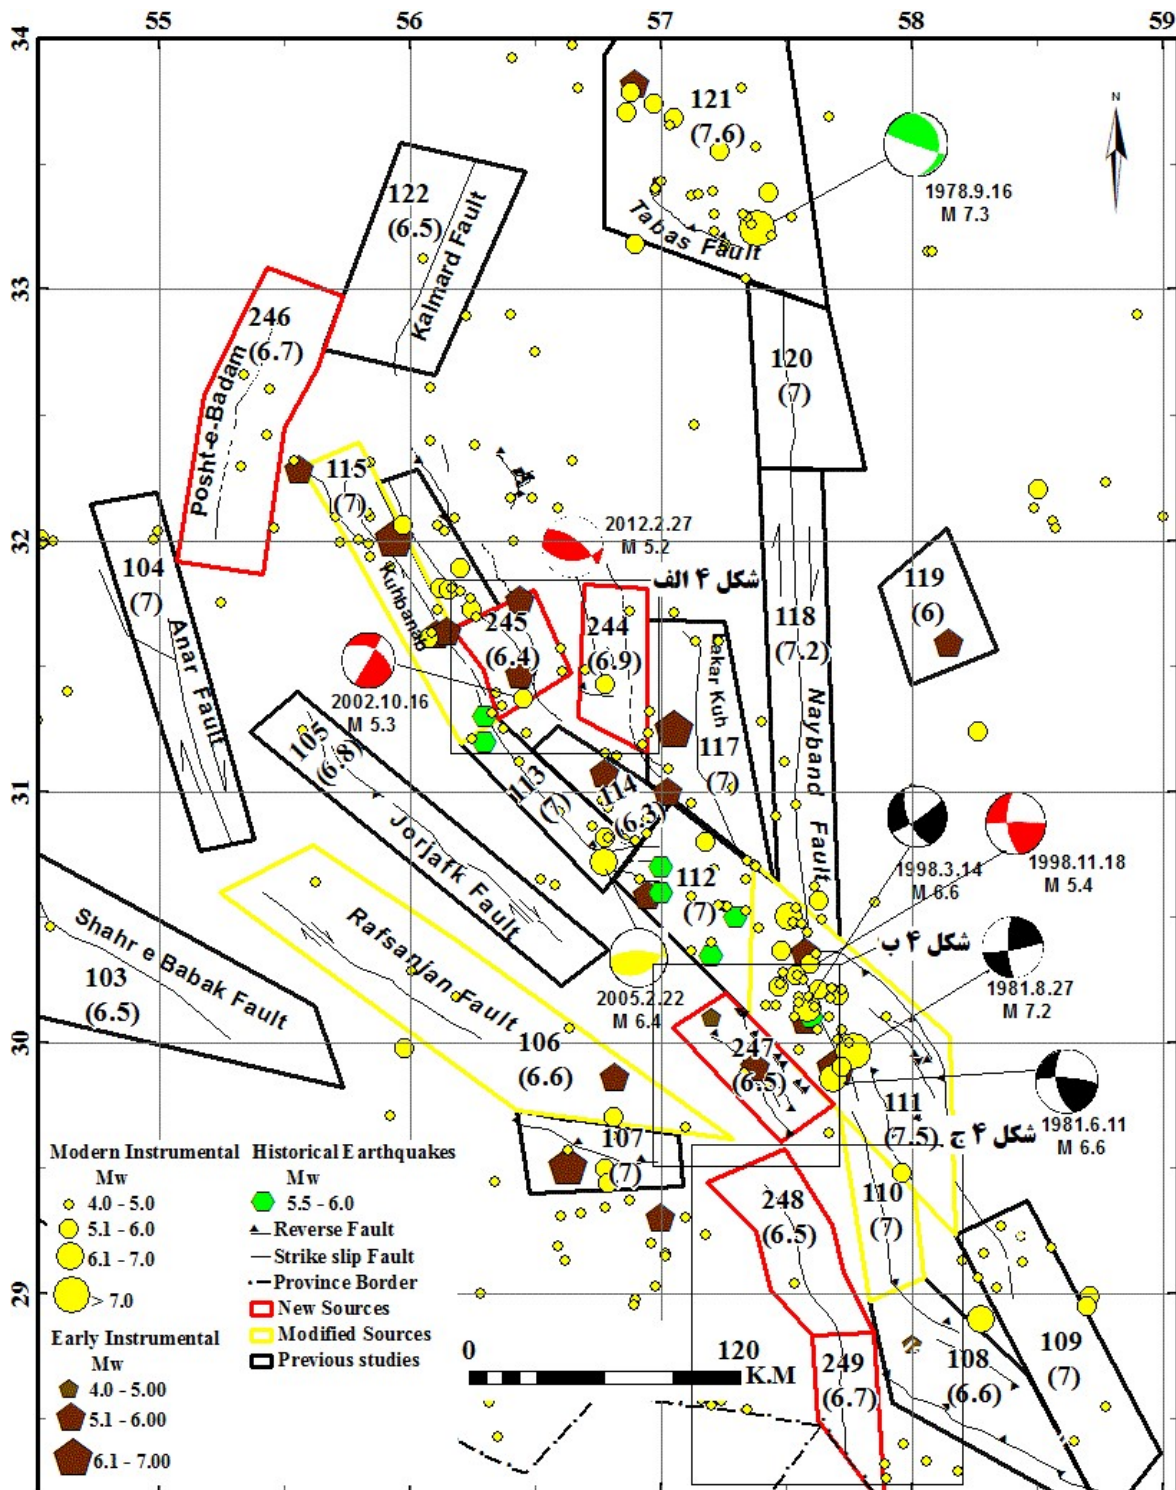 55 56 57 58 59
34
33
32
31
30
29
N
121
(7.6)
Tabas Fault
1978.9.16
M 7.3
122
(6.5)
Kalmard Fault
246
(6.7)
Posht-e-Badam
120
(7)
115
(7)
Kuhbanan
2012.2.27
M 5.2
شکل ۴ الف
104
(7)
Anar Fault
119
(6)
245
(6.4)
244
(6.9)
118
(7.2)
Nayband Fault
2002.10.16
M 5.3
Lakar Kuh
117
(7)
105
(6.8)
Jorjafk Fault
113
(7)
114
(6.3)
112
(7)
1998.3.14
M 6.6
1998.11.18
M 5.4
شکل ۴ ب
1981.8.27
M 7.2
2005.2.22
M 6.4
Rafsanjan Fault
Shahr e Babak Fault
103
(6.5)
106
(6.6)
247
(6.5)
111
(7.5)
شکل ۴ ج
1981.6.11
M 6.6
107
(7)
110
(7)
248
(6.5)
249
(6.7)
108
(6.6)
109
(7)
Modern Instrumental
Mw
4.0 - 5.0
5.1 - 6.0
6.1 - 7.0
> 7.0
Early Instrumental
Mw
4.0 - 5.00
5.1 - 6.00
6.1 - 7.00
Historical Earthquakes
Mw
5.5 - 6.0
Reverse Fault
Strike slip Fault
Province Border
New Sources
Modified Sources
Previous studies
0 120
K.M